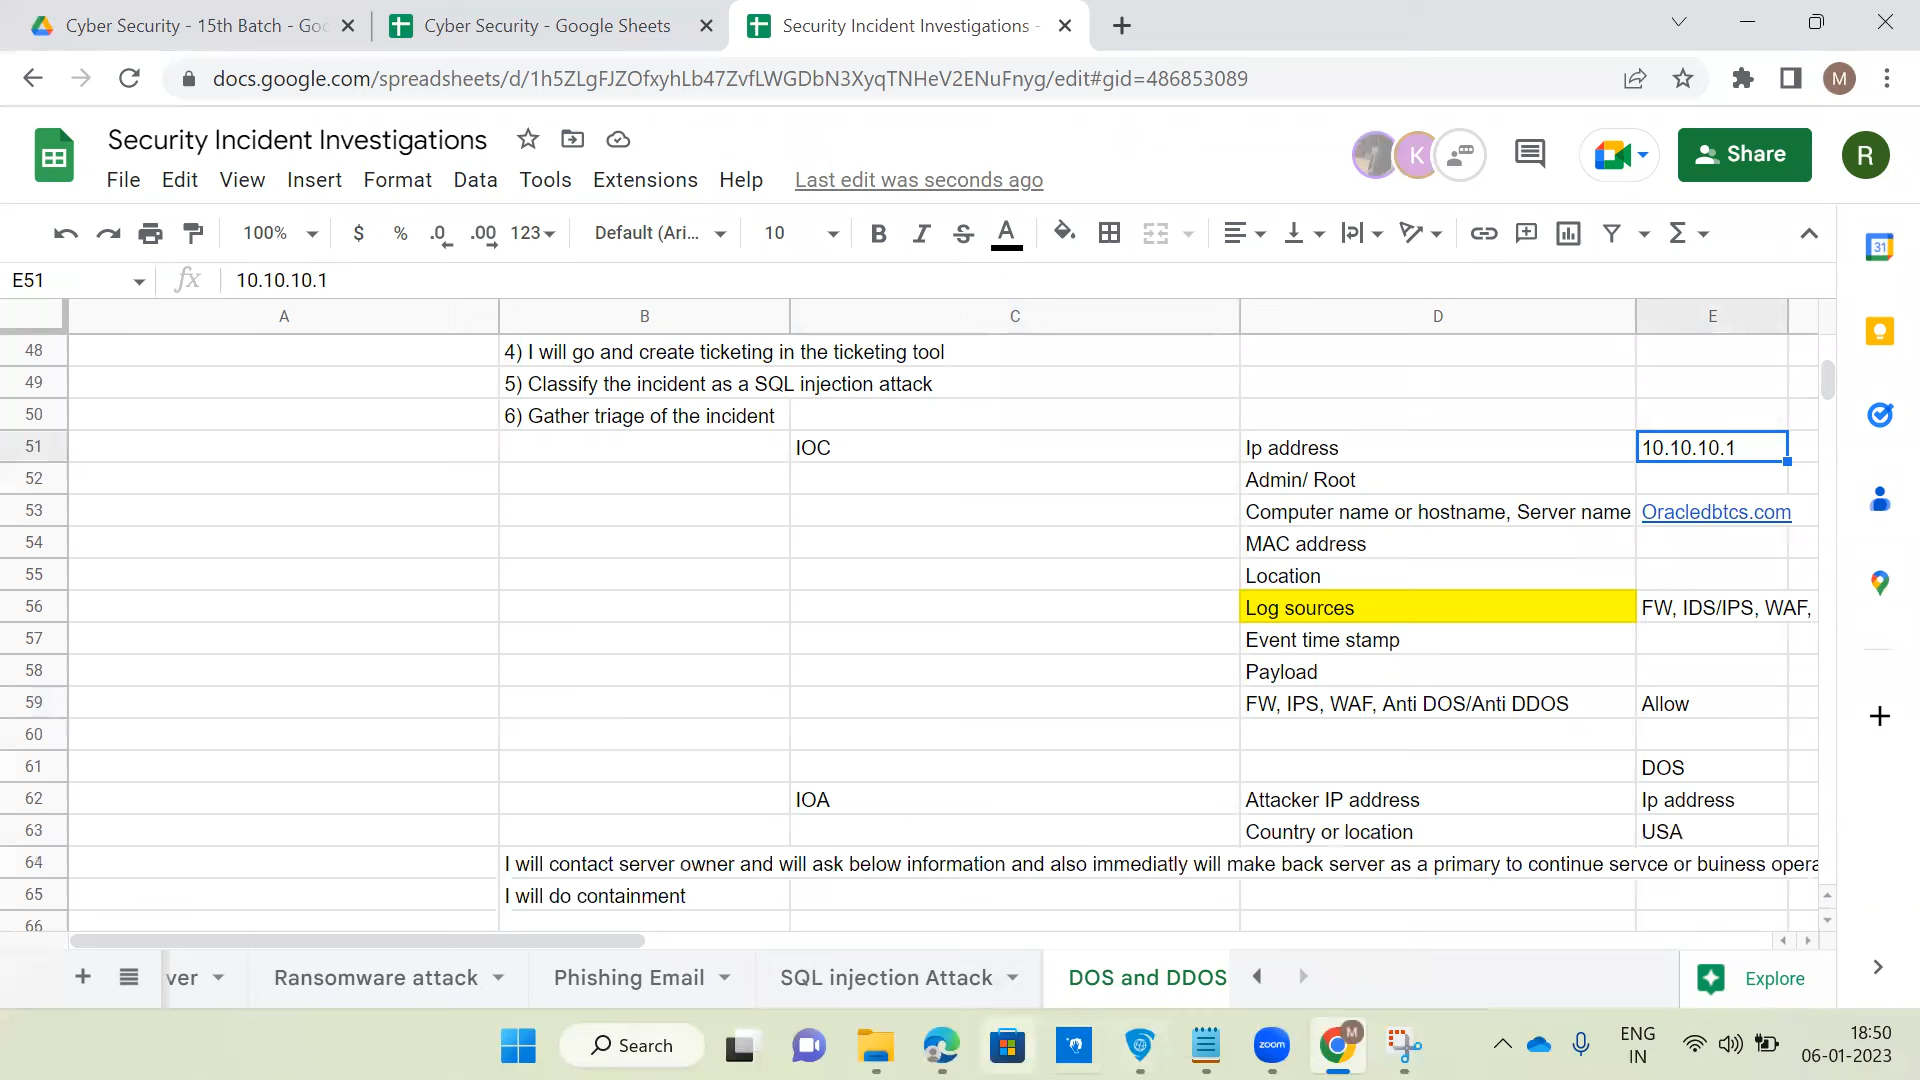 Cyber Security - 15th Batch - Goo
Cyber Security - Google Sheets
Security Incident Investigations -
docs.google.com/spreadsheets/d/1h5ZLgFJZOfxyhLb47ZvfLWGDbN3XyqTNHeV2ENuFnyg/edit#gid=486853089
M
Security Incident Investigations
K
Share
R
File Edit View Insert Format Data Tools Extensions Help Last edit was seconds ago
100% $ % .0 .00 123 Default (Ari... 10 B I S A
31
E51 fx 10.10.10.1
A B C D E
48 4) I will go and create ticketing in the ticketing tool
49 5) Classify the incident as a SQL injection attack
50 6) Gather triage of the incident
51 IOC Ip address 10.10.10.1
52 Admin/ Root
53 Computer name or hostname, Server name Oracledbtcs.com
54 MAC address
55 Location
56 Log sources FW, IDS/IPS, WAF,
57 Event time stamp
58 Payload
59 FW, IPS, WAF, Anti DOS/Anti DDOS Allow
60
61 DOS
62 IOA Attacker IP address Ip address
63 Country or location USA
64 I will contact server owner and will ask below information and also immediatly will make back server as a primary to continue servce or buiness opera
65 I will do containment
66
ver Ransomware attack Phishing Email SQL injection Attack DOS and DDOS Explore
Search
zoom
M
ENG
IN
18:50
06-01-2023